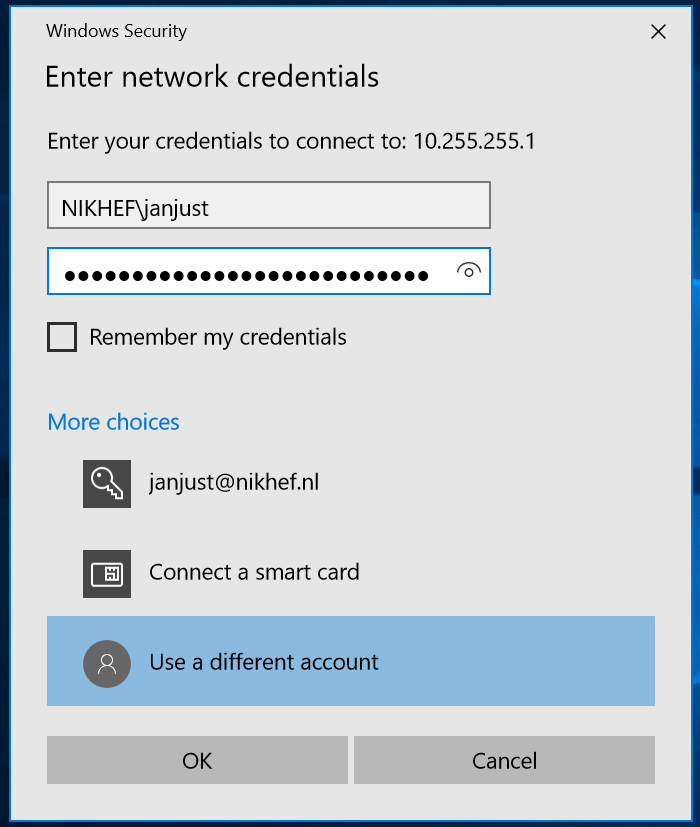 Windows Security
Enter network credentials
Enter your credentials to connect to: 10.255.255.1
NIKHEF\janjust
●●●●●●●●●●●●●●●●●●●●●●●●●●●
Remember my credentials
More choices
janjust@nikhef.nl
Connect a smart card
Use a different account
OK Cancel